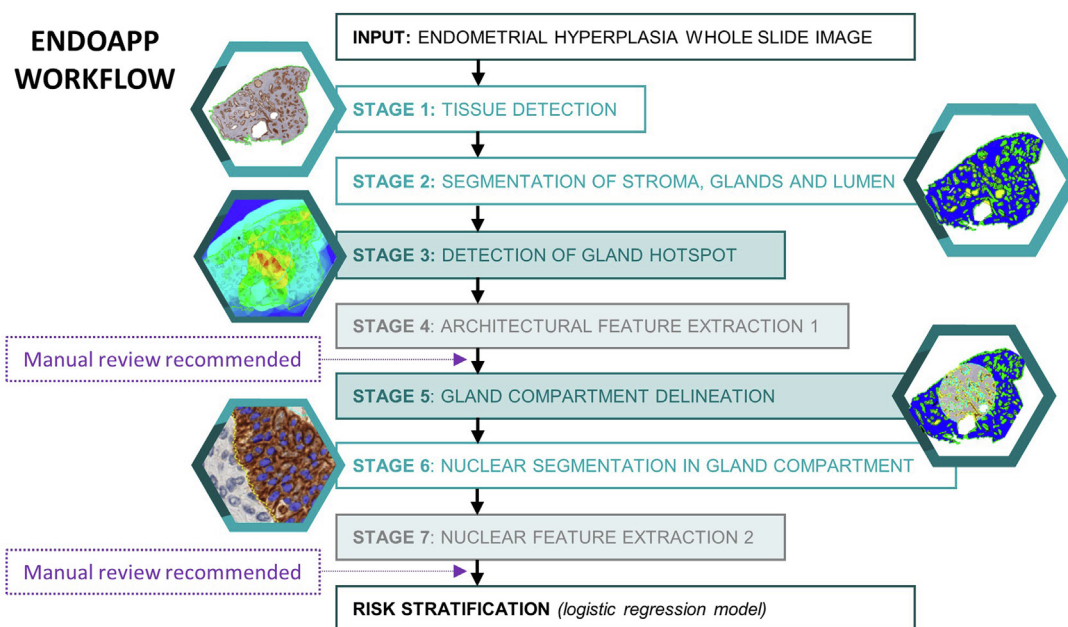 ENDOAPP
WORKFLOW
INPUT: ENDOMETRIAL HYPERPLASIA WHOLE SLIDE IMAGE
STAGE 1: TISSUE DETECTION
STAGE 2: SEGMENTATION OF STROMA, GLANDS AND LUMEN
STAGE 3: DETECTION OF GLAND HOTSPOT
STAGE 4: ARCHITECTURAL FEATURE EXTRACTION 1
Manual review recommended
STAGE 5: GLAND COMPARTMENT DELINEATION
STAGE 6: NUCLEAR SEGMENTATION IN GLAND COMPARTMENT
STAGE 7: NUCLEAR FEATURE EXTRACTION 2
Manual review recommended
RISK STRATIFICATION (logistic regression model)